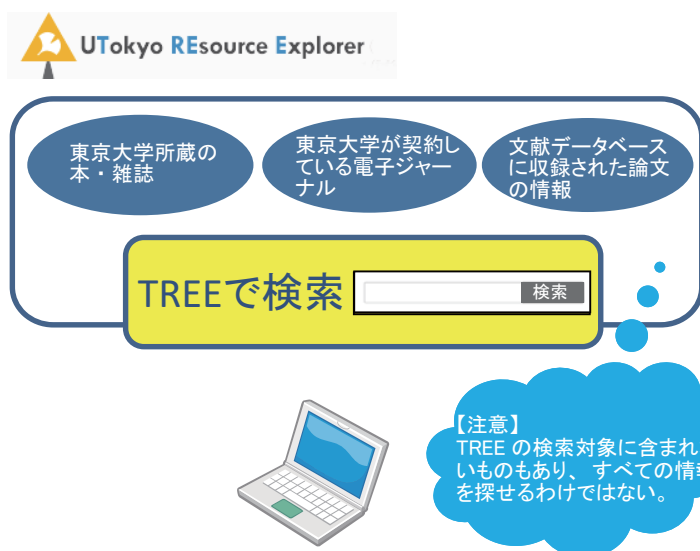 UTokyo REsource Explorer
東京大学所蔵の
本・雑誌
東京大学が契約し
ている電子ジャー
ナル
文献データベース
に収録された論文
の情報
TREEで検索
検索
【注意】
TREE の検索対象に含まれ
いものもあり、すべての情報
を探せるわけではない。